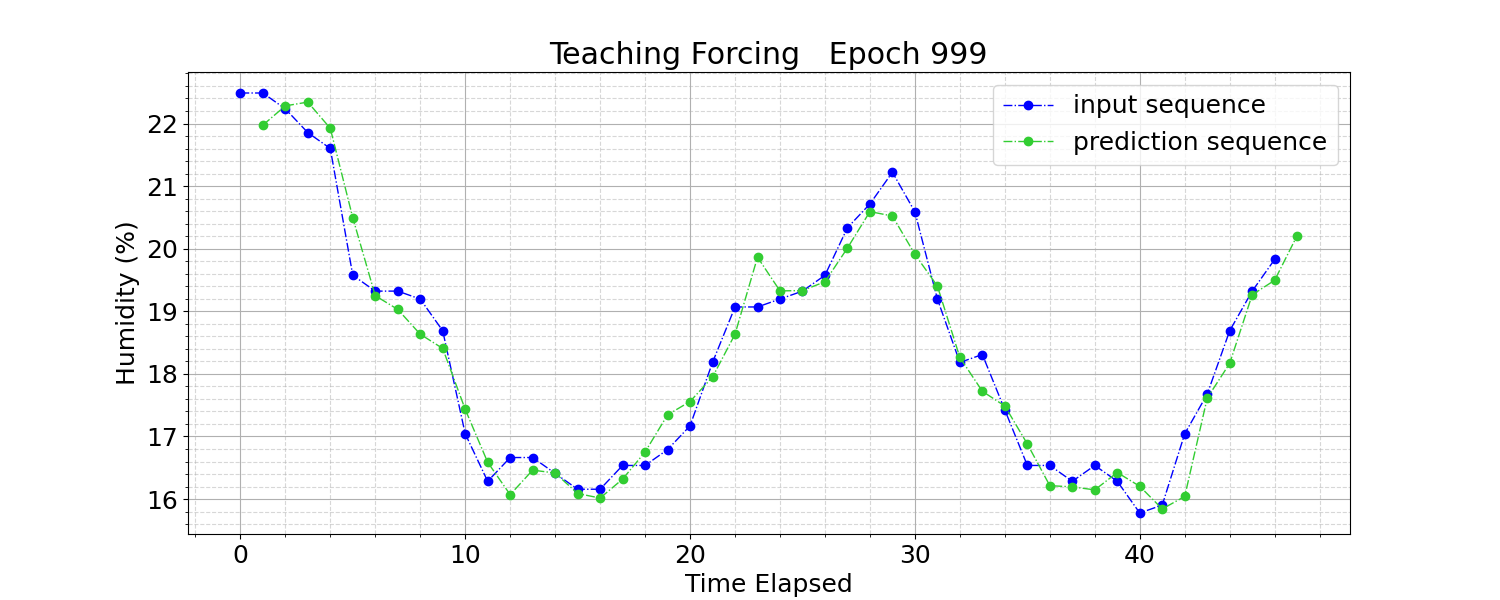 Teaching Forcing   Epoch 999
input sequence
prediction sequence
Humidity (%)
22
21
20
19
18
17
16
0 10 20 30 40
Time Elapsed